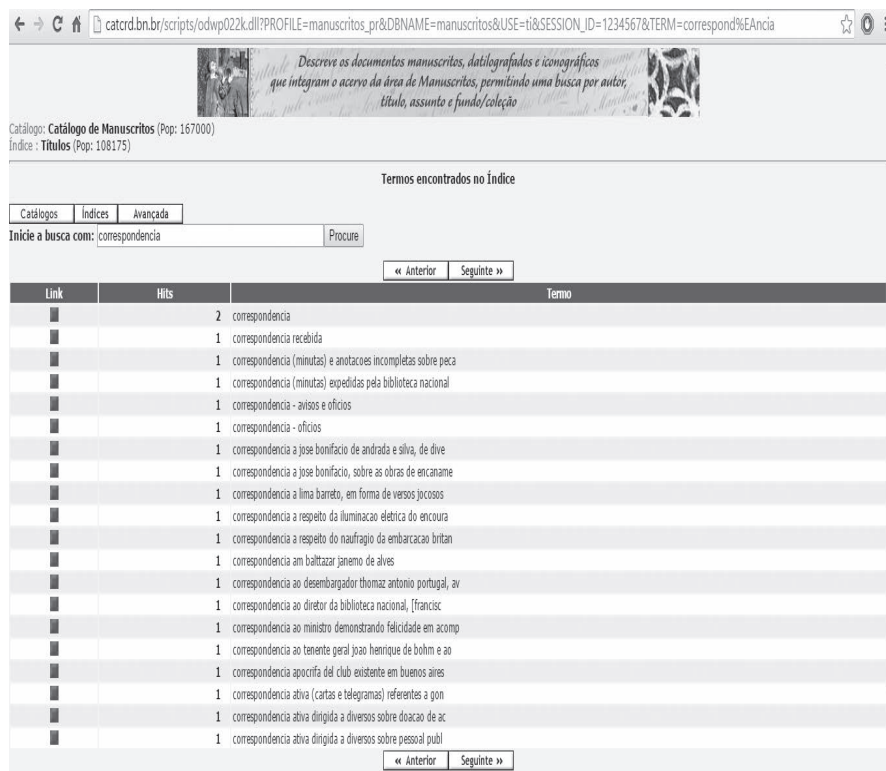 catcrd.bn.br/scripts/odwp022k.dll?PROFILE=manuscritos_pr&DBNAME=manuscritos&USE=ti&SESSION_ID=1234567&TERM=correspond%EAncia
Descreve os documentos manuscritos, datilografados e iconográficos
que integram o acervo da área de Manuscritos, permitindo uma busca por autor,
título, assunto e fundo/coleção
Catálogo: Catálogo de Manuscritos (Pop: 167000)
Índice : Títulos (Pop: 108175)
Termos encontrados no Índice
Catálogos Índices Avançada
Inicie a busca com: correspondencia Procure
« Anterior Seguinte »
Link Hits Termo
2 correspondencia
1 correspondencia recebida
1 correspondencia (minutas) e anotacoes incompletas sobre peca
1 correspondencia (minutas) expedidas pela biblioteca nacional
1 correspondencia - avisos e oficios
1 correspondencia - oficios
1 correspondencia a jose bonifacio de andrada e silva, de dive
1 correspondencia a jose bonifacio, sobre as obras de encaname
1 correspondencia a lima barreto, em forma de versos jocosos
1 correspondencia a respeito da iluminacao eletrica do encoura
1 correspondencia a respeito do naufragio da embarcacao britan
1 correspondencia am balttazar janemo de alves
1 correspondencia ao desembargador thomaz antonio portugal, av
1 correspondencia ao diretor da biblioteca nacional, [francisc
1 correspondencia ao ministro demonstrando felicidade em acomp
1 correspondencia ao tenente geral joao henrique de bohm e ao
1 correspondencia apocrifa del club existente em buenos aires
1 correspondencia ativa (cartas e telegramas) referentes a gon
1 correspondencia ativa dirigida a diversos sobre doacao de ac
1 correspondencia ativa dirigida a diversos sobre pessoal publ
« Anterior Seguinte »